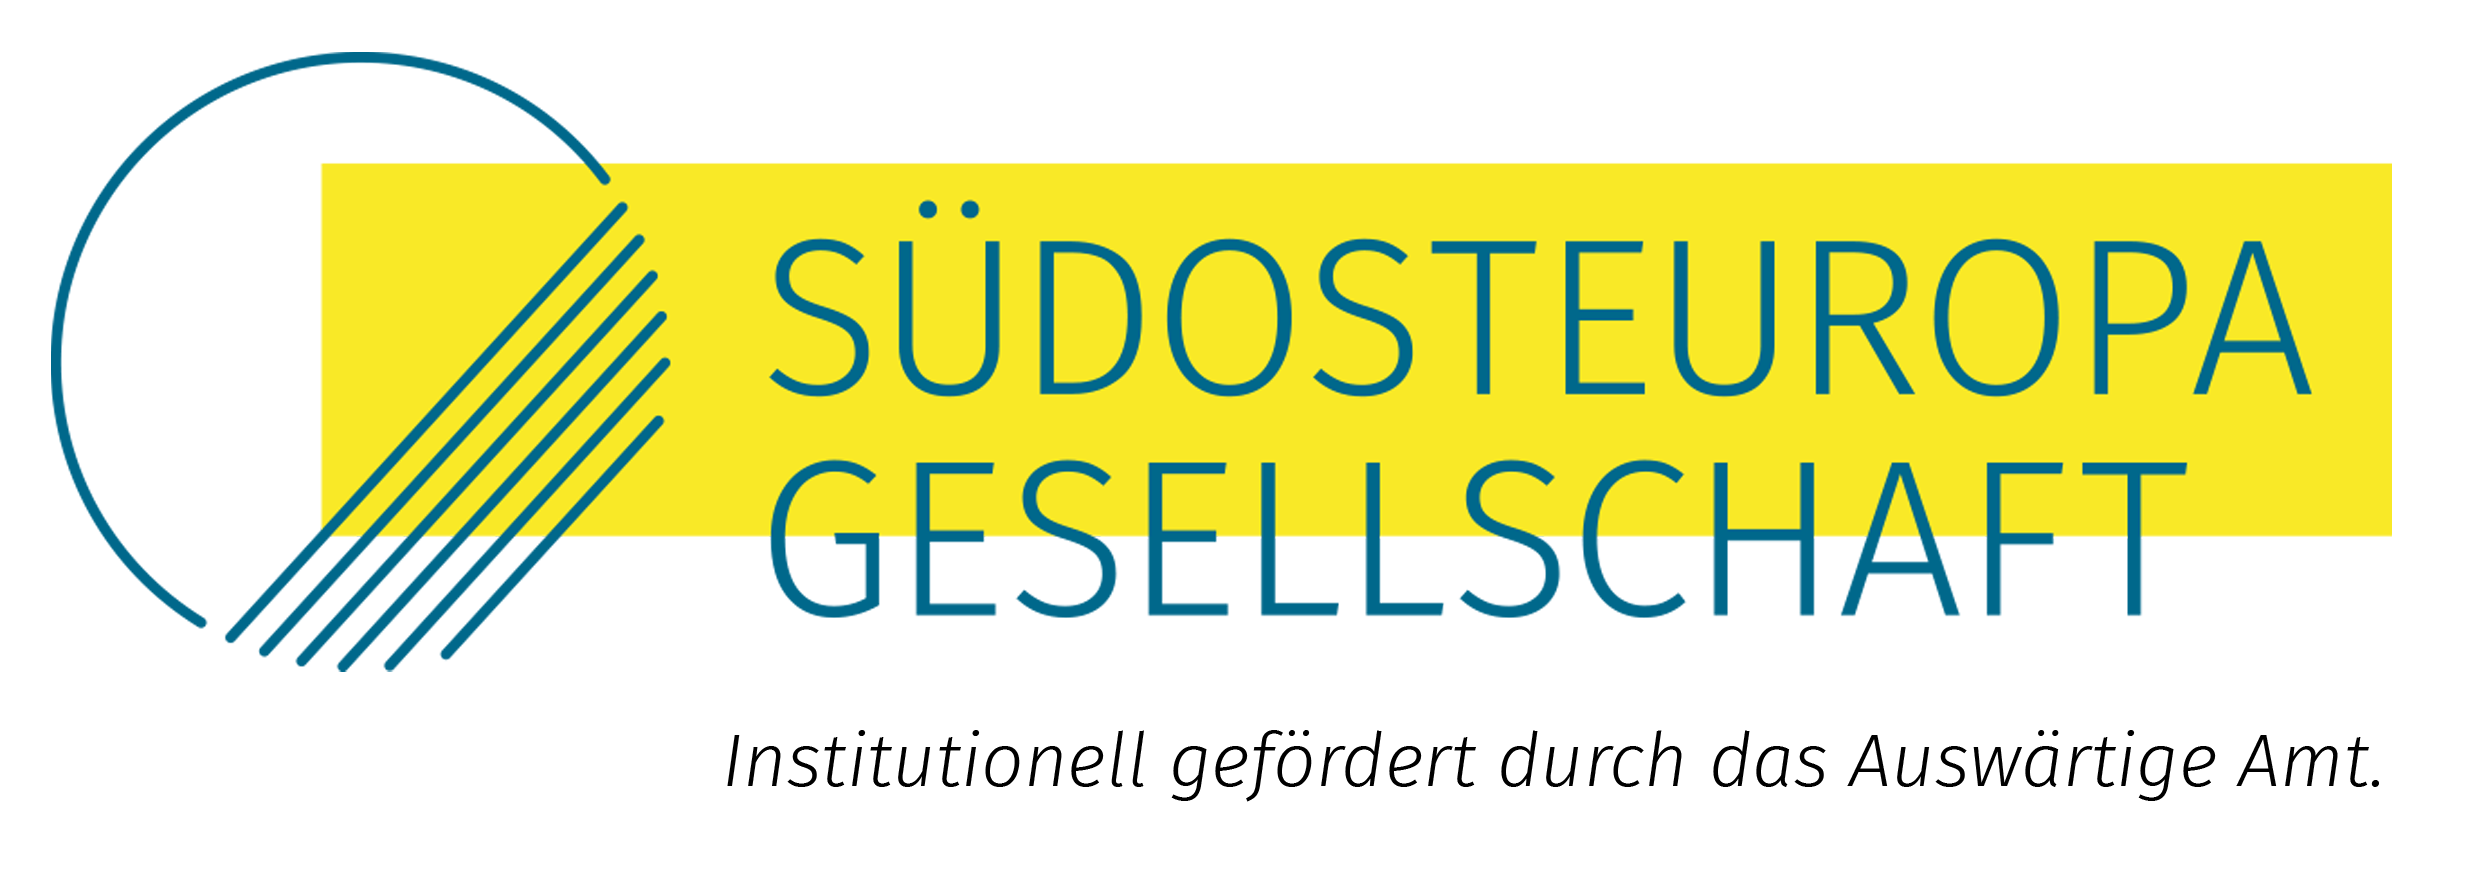 SÜDOSTEUROPA
GESELLSCHAFT
Institutionell gefördert durch das Auswärtige Amt.